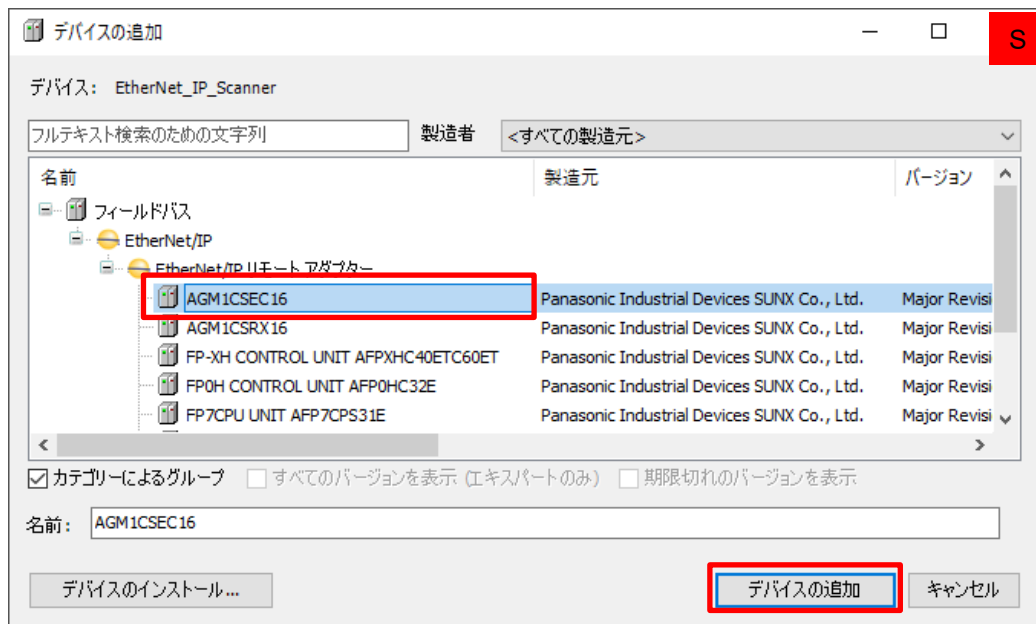 デバイスの追加
S
デバイス： EtherNet_IP_Scanner
フルテキスト検索のための文字列 製造者 <すべての製造元>
名前 製造元 バージョン
フィールドバス
EtherNet/IP
EtherNet/IP リモート アダプター
AGM1CSEC16 Panasonic Industrial Devices SUNX Co., Ltd. Major Revisi
AGM1CSRX16 Panasonic Industrial Devices SUNX Co., Ltd. Major Revisi
FP-XH CONTROL UNIT AFPXHC40ETC60ET Panasonic Industrial Devices SUNX Co., Ltd. Major Revisi
FP0H CONTROL UNIT AFP0HC32E Panasonic Industrial Devices SUNX Co., Ltd. Major Revisi
FP7CPU UNIT AFP7CPS31E Panasonic Industrial Devices SUNX Co., Ltd. Major Revisi
カテゴリーによるグループ すべてのバージョンを表示 (エキスパートのみ) 期限切れのバージョンを表示
名前： AGM1CSEC16
デバイスのインストール... デバイスの追加 キャンセル